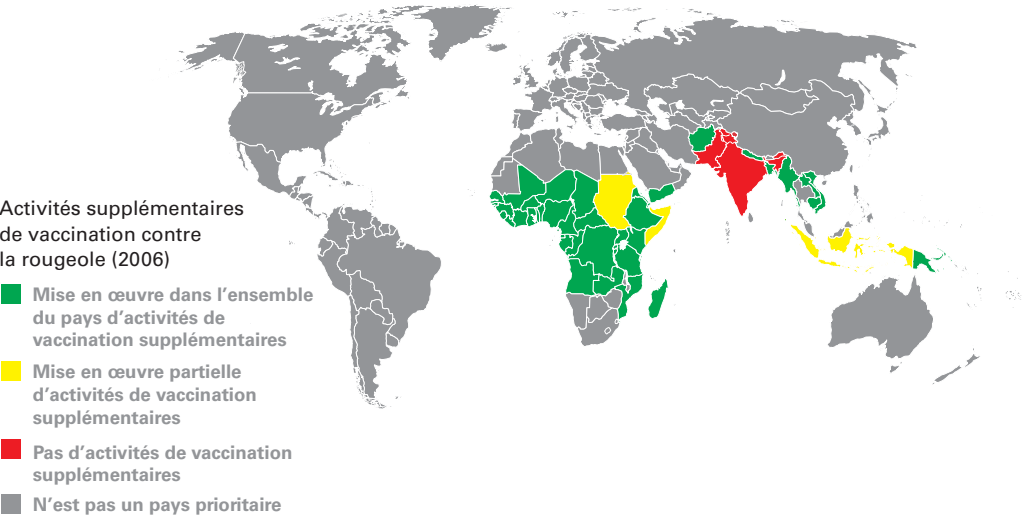 Activités supplémentaires
de vaccination contre
la rougeole (2006)
Mise en œuvre dans l’ensemble
du pays d’activités de
vaccination supplémentaires
Mise en œuvre partielle
d’activités de vaccination
supplémentaires
Pas d’activités de vaccination
supplémentaires
N’est pas un pays prioritaire